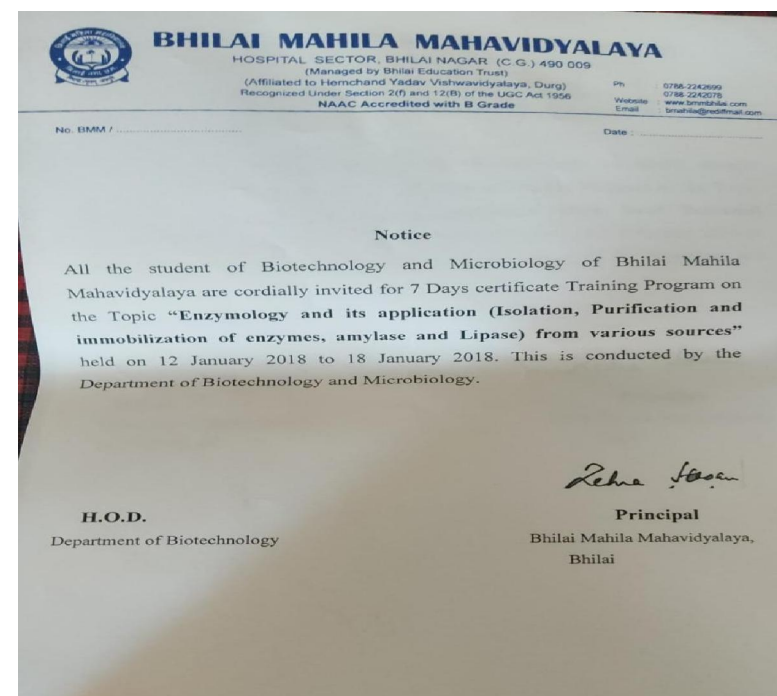 BHILAI MAHILA MAHAVIDYALAYA
HOSPITAL SECTOR, BHILAI NAGAR (C.G.) 490 009
(Managed by Bhilai Education Trust)
(Affiliated to Hemchand Yadav Vishwavidyalaya, Durg)
Recognized Under Section 2(f) and 12(B) of the UGC Act 1956
NAAC Accredited with B Grade
Ph : 0788-2242699
0788-2242078
Website : www.bmmbhilai.com
Email : bmahila@rediffmail.com
No. BMM / ..............................
Date : ..............................
Notice
All the student of Biotechnology and Microbiology of Bhilai Mahila
Mahavidyalaya are cordially invited for 7 Days certificate Training Program on
the Topic “Enzymology and its application (Isolation, Purification and
immobilization of enzymes, amylase and Lipase) from various sources”
held on 12 January 2018 to 18 January 2018. This is conducted by the
Department of Biotechnology and Microbiology.
H.O.D.
Department of Biotechnology
Zehra Hasan
Principal
Bhilai Mahila Mahavidyalaya,
Bhilai